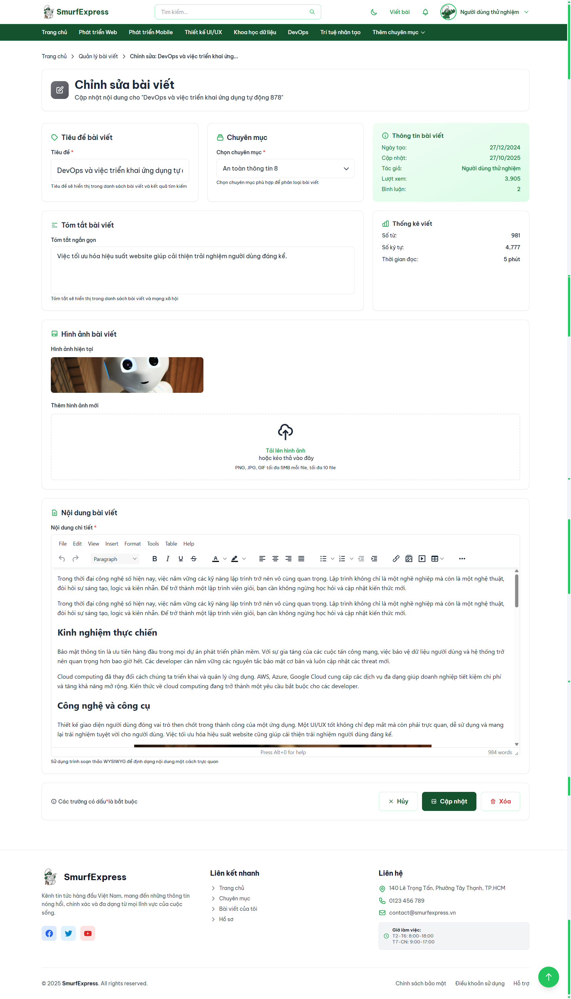 SmurfExpress
Tìm kiếm...
Viết bài
Người dùng thử nghiệm
Trang chủ
Phát triển Web
Phát triển Mobile
Thiết kế UI/UX
Khoa học dữ liệu
DevOps
Trí tuệ nhân tạo
Thêm chuyên mục
Trang chủ
Quản lý bài viết
Chỉnh sửa: DevOps và việc triển khai ứng...
Chỉnh sửa bài viết
Cập nhật nội dung cho "DevOps và việc triển khai ứng dụng tự động 878"
Tiêu đề bài viết
Tiêu đề *
DevOps và việc triển khai ứng dụng tự
Tiêu đề sẽ hiển thị trong danh sách bài viết và kết quả tìm kiếm
Chuyên mục
Chọn chuyên mục *
An toàn thông tin 8
Chọn chuyên mục phù hợp để phân loại bài viết
Thông tin bài viết
Ngày tạo: 27/12/2024
Cập nhật: 27/10/2025
Tác giả: Người dùng thử nghiệm
Lượt xem: 3,905
Bình luận: 2
Tóm tắt bài viết
Tóm tắt ngắn gọn
Việc tối ưu hóa hiệu suất website giúp cải thiện trải nghiệm người dùng đáng kể.
Tóm tắt sẽ hiển thị trong danh sách bài viết và mạng xã hội
Thống kê viết
Số từ: 981
Số ký tự: 4,777
Thời gian đọc: 5 phút
Hình ảnh bài viết
Hình ảnh hiện tại
Thêm hình ảnh mới
Tải lên hình ảnh
hoặc kéo thả vào đây
PNG, JPG, GIF tối đa 5MB mỗi file, tối đa 10 file
Nội dung bài viết
Nội dung chi tiết *
File Edit View Insert Format Tools Table Help
Paragraph
Trong thời đại công nghệ số hiện nay, việc nắm vững các kỹ năng lập trình trở nên vô cùng quan trọng. Lập trình không chỉ là một nghề nghiệp mà còn là một nghệ thuật,
đòi hỏi sự sáng tạo, logic và kiên nhẫn. Để trở thành một lập trình viên giỏi, bạn cần không ngừng học hỏi và cập nhật kiến thức mới.
Trong thời đại công nghệ số hiện nay, việc nắm vững các kỹ năng lập trình trở nên vô cùng quan trọng. Lập trình không chỉ là một nghề nghiệp mà còn là một nghệ thuật,
đòi hỏi sự sáng tạo, logic và kiên nhẫn. Để trở thành một lập trình viên giỏi, bạn cần không ngừng học hỏi và cập nhật kiến thức mới.
Kinh nghiệm thực chiến
Bảo mật thông tin là ưu tiên hàng đầu trong mọi dự án phát triển phần mềm. Với sự gia tăng của các cuộc tấn công mạng, việc bảo vệ dữ liệu người dùng và hệ thống trở
nên quan trọng hơn bao giờ hết. Các developer cần nắm vững các nguyên tắc bảo mật cơ bản và luôn cập nhật các threat mới.
Cloud computing đã thay đổi cách chúng ta triển khai và quản lý ứng dụng. AWS, Azure, Google Cloud cung cấp các dịch vụ đa dạng giúp doanh nghiệp tiết kiệm chi phí
và tăng khả năng mở rộng. Kiến thức về cloud computing đang trở thành một yêu cầu bắt buộc cho các developer.
Công nghệ và công cụ
Thiết kế giao diện người dùng đóng vai trò then chốt trong thành công của một ứng dụng. Một UI/UX tốt không chỉ đẹp mắt mà còn phải trực quan, dễ sử dụng và mang
lại trải nghiệm tuyệt vời cho người dùng. Việc tối ưu hóa hiệu suất website cũng giúp cải thiện trải nghiệm người dùng đáng kể.
Press Alt+0 for help
984 words
Sử dụng trình soạn thảo WYSIWYG để định dạng nội dung một cách trực quan
Các trường có dấu*là bắt buộc
Hủy
Cập nhật
Xóa
SmurfExpress
Kênh tin tức hàng đầu Việt Nam, mang đến những thông tin
nóng hổi, chính xác và đa dạng từ mọi lĩnh vực của cuộc
sống.
Liên kết nhanh
Trang chủ
Chuyên mục
Bài viết của tôi
Hồ sơ
Liên hệ
140 Lê Trọng Tấn, Phường Tây Thạnh, TP.HCM
0123 456 789
contact@smurfexpress.vn
Giờ làm việc:
T2-T6: 8:00-18:00
T7-CN: 9:00-17:00
© 2025 SmurfExpress. All rights reserved.
Chính sách bảo mật
Điều khoản sử dụng
Hỗ trợ